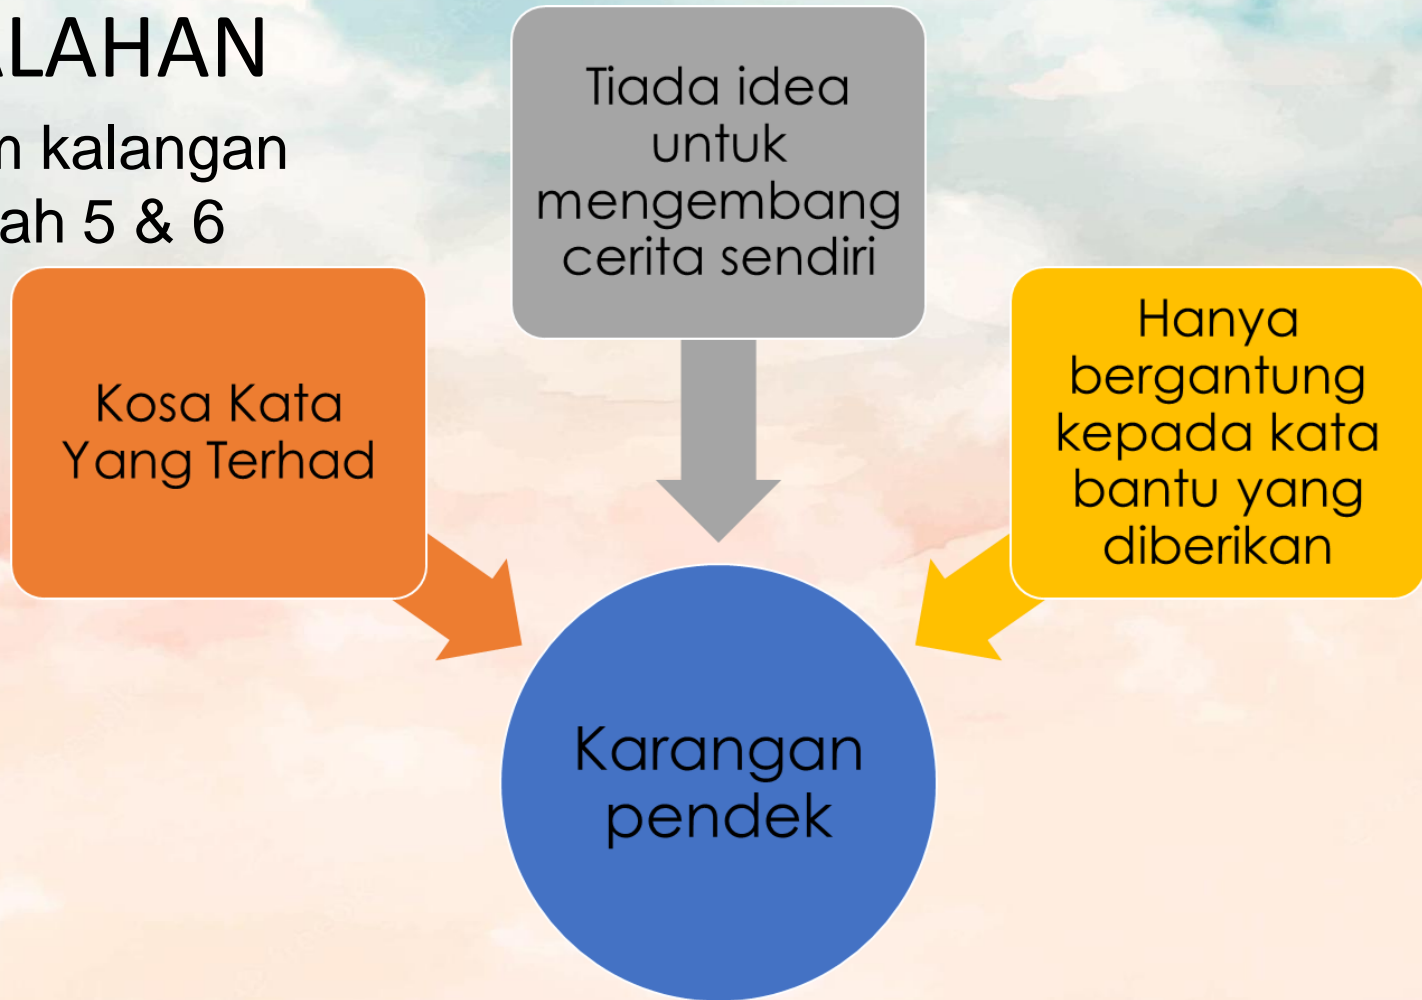 ALAHAN
kalangan
5 & 6
Tiada idea
untuk
mengembang
cerita sendiri
Kosa Kata
Yang Terhad
Hanya
bergantung
kepada kata
bantu yang
diberikan
Karangan
pendek